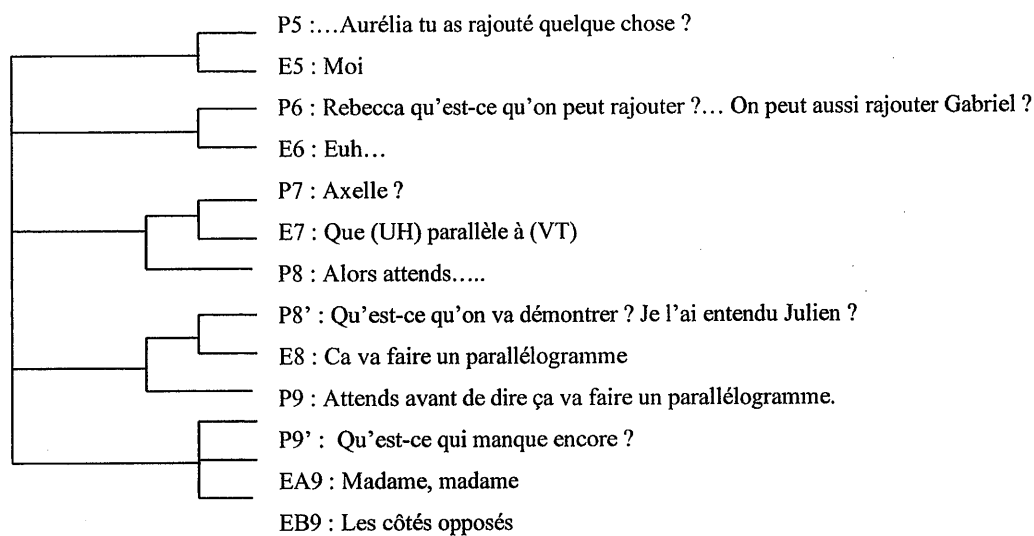 P5 :…Aurélia tu as rajouté quelque chose ?
E5 : Moi
P6 : Rebecca qu’est-ce qu’on peut rajouter ?… On peut aussi rajouter Gabriel ?
E6 : Euh…
P7 : Axelle ?
E7 : Que (UH) parallèle à (VT)
P8 : Alors attends…..
P8’ : Qu’est-ce qu’on va démontrer ? Je l’ai entendu Julien ?
E8 : Ca va faire un parallélogramme
P9 : Attends avant de dire ça va faire un parallélogramme.
P9’ : Qu’est-ce qui manque encore ?
EA9 : Madame, madame
EB9 : Les côtés opposés